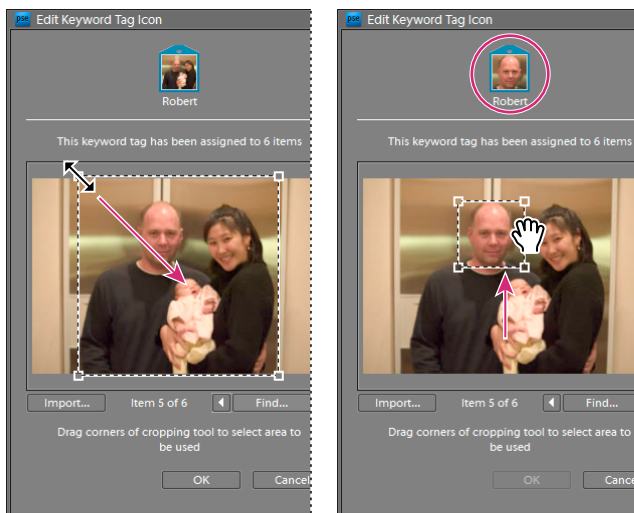 pse Edit Keyword Tag Icon
Robert
This keyword tag has been assigned to 6 items
Import... Item 5 of 6 Find...
Drag corners of cropping tool to select area to
be used
OK Cancel
pse Edit Keyword Tag Icon
Robert
This keyword tag has been assigned to 6 items
Import... Item 5 of 6 Find...
Drag corners of cropping tool to select area to
be used
OK Cance